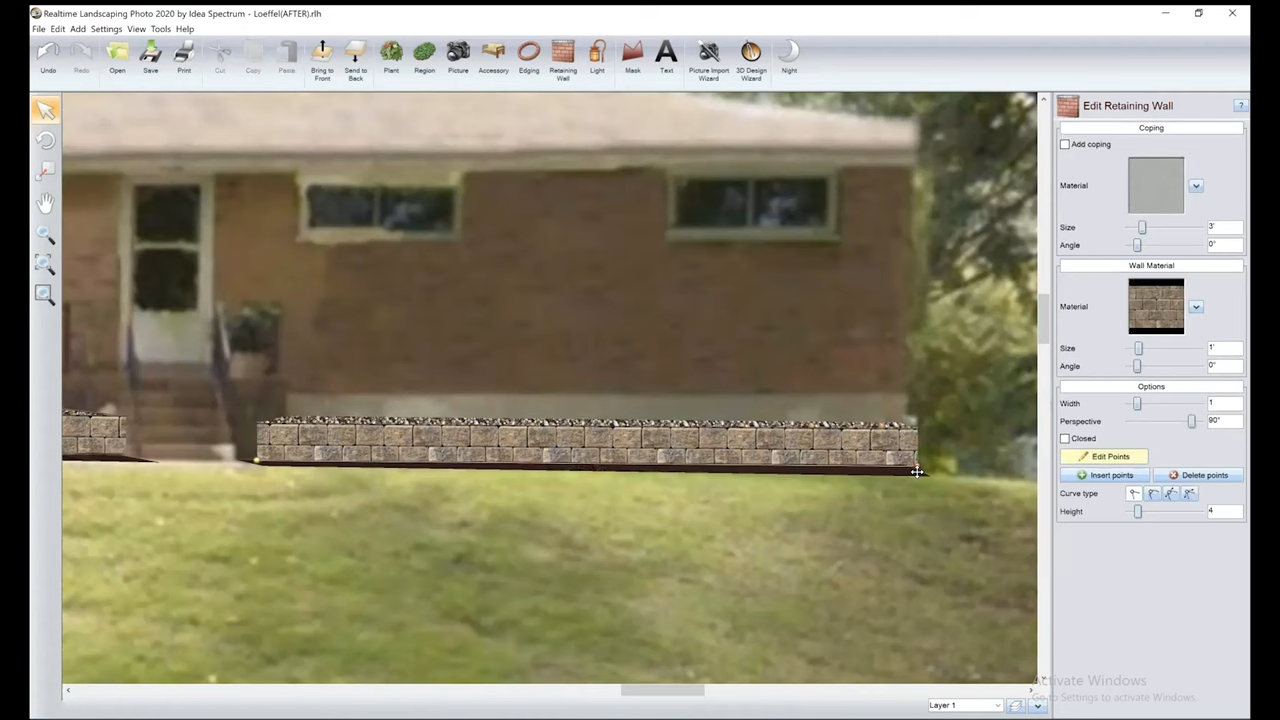 Realtime Landscaping Photo 2020 by Idea Spectrum - Loeffel(AFTER).rlh
File Edit Add Settings View Tools Help
Undo Redo Open Save Print Cut Copy Paste Bring to Front Send to Back Plant Region Picture Accessory Edging Retaining Wall Light Mask Text Picture Import Wizard 3D Design Wizard Night
Edit Retaining Wall ?
Coping
Add coping
Material
Size 3'
Angle 0°
Wall Material
Material
Size 1'
Angle 0°
Options
Width 1
Perspective 90°
Closed
Edit Points
Insert points Delete points
Curve type
Height 4
Activate Windows
Go to Settings to activate Windows.
Layer 1